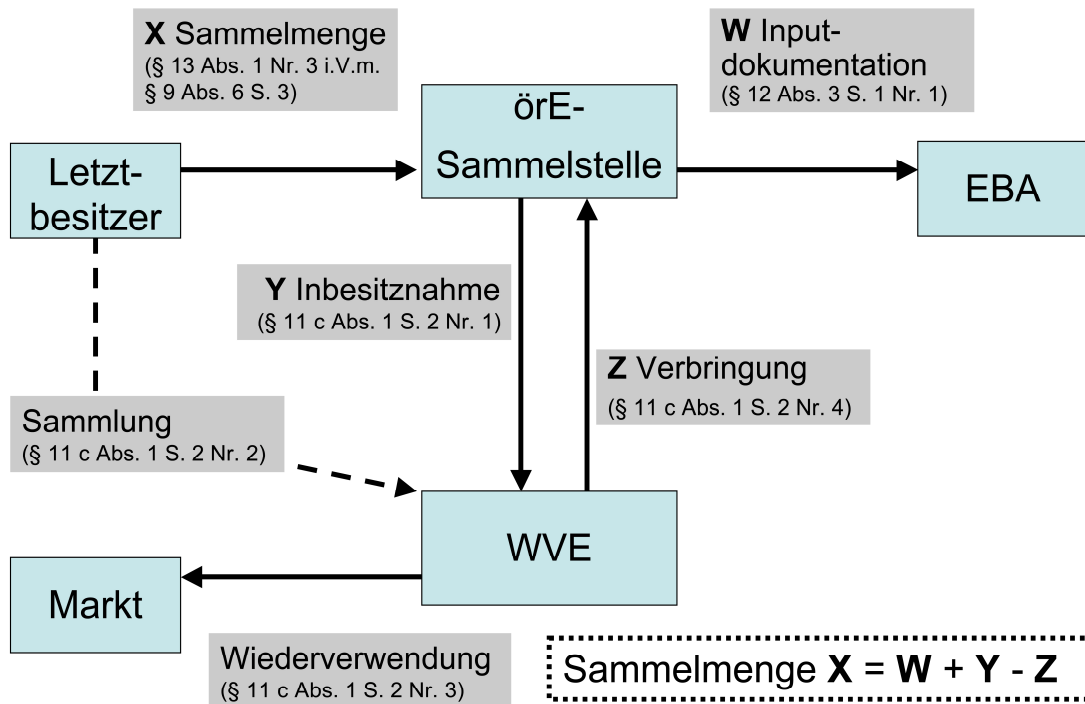 X Sammelmenge
(§ 13 Abs. 1 Nr. 3 i.V.m.
§ 9 Abs. 6 S. 3)
W Input-
dokumentation
(§ 12 Abs. 3 S. 1 Nr. 1)
örE-
Sammelstelle
Letzt-
besitzer
EBA
Y Inbesitznahme
(§ 11 c Abs. 1 S. 2 Nr. 1)
Z Verbringung
(§ 11 c Abs. 1 S. 2 Nr. 4)
Sammlung
(§ 11 c Abs. 1 S. 2 Nr. 2)
WVE
Markt
Wiederverwendung
(§ 11 c Abs. 1 S. 2 Nr. 3)
Sammelmenge X = W + Y - Z